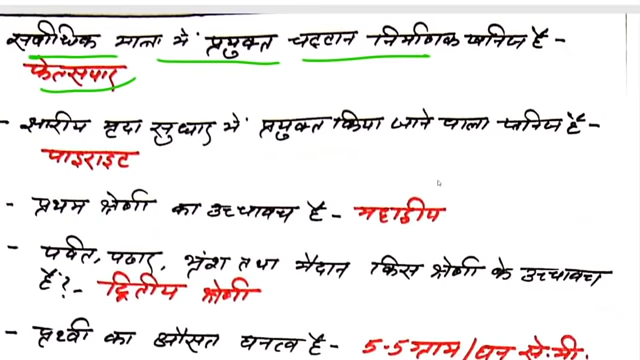 सर्वाधिक मात्रा में प्रयुक्त चट्टान निर्माणक खनिज है -
फेल्सपार
- क्षारीय मृदा सुधार में प्रयुक्त किया जाने वाला खनिज है -
पाइराइट
- प्रथम श्रेणी का उच्चावच है - महाद्वीप
- पर्वत, पठार, भ्रंश तथा मैदान किस श्रेणी के उच्चावच
है? - द्वितीय श्रेणी
- पृथ्वी का औसत घनत्व है - 5.5 ग्राम/घन से.मी.